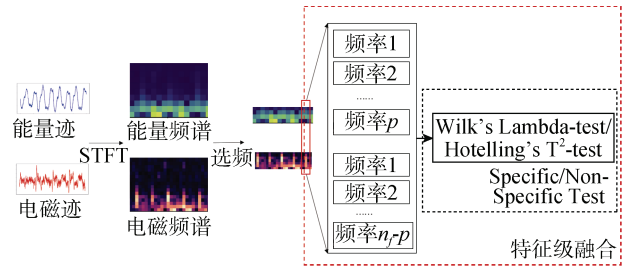 能量迹
电磁迹
STFT
能量频谱
电磁频谱
选频
频率1
频率2
......
频率p
频率1
频率2
......
频率n_f-p
Wilk's Lambda-test/
Hotelling's T²-test
Specific/Non-
Specific Test
特征级融合